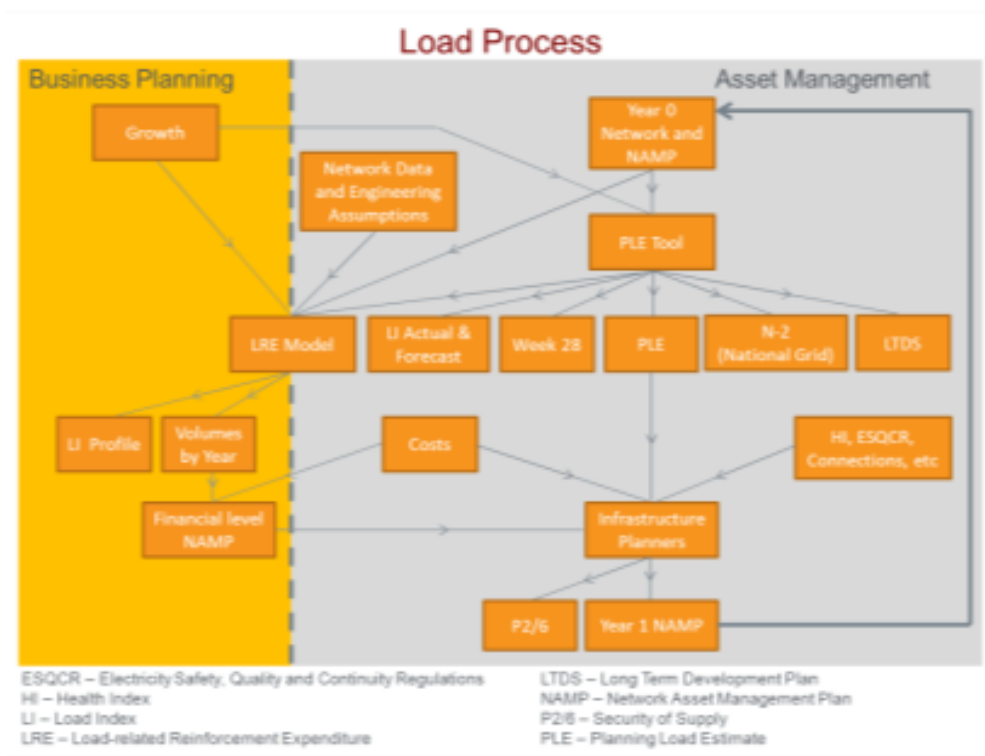 Load Process
Business Planning
Asset Management
Growth
Year 0
Network and
NAMP
Network Data
and Engineering
Assumptions
PLE Tool
LRE Model
LI Actual &
Forecast
Week 28
PLE
N-2
(National Grid)
LTDS
LI Profile
Volumes
by Year
Costs
HI, ESQCR,
Connections, etc
Financial level
NAMP
Infrastructure
Planners
P2/6
Year 1 NAMP
ESQCR – Electricity Safety, Quality and Continuity Regulations
HI – Health Index
LI – Load Index
LRE – Load-related Reinforcement Expenditure
LTDS – Long Term Development Plan
NAMP – Network Asset Management Plan
P2/6 – Security of Supply
PLE – Planning Load Estimate